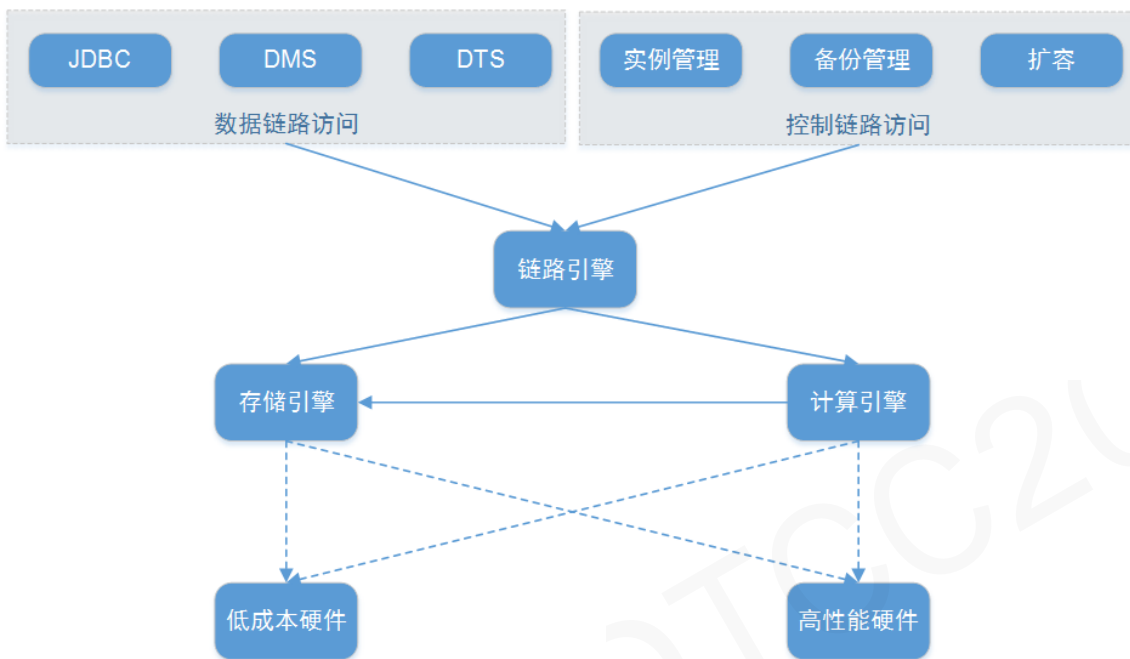 JDBC
DMS
DTS
实例管理
备份管理
扩容
数据链路访问
控制链路访问
链路引擎
存储引擎
计算引擎
低成本硬件
高性能硬件